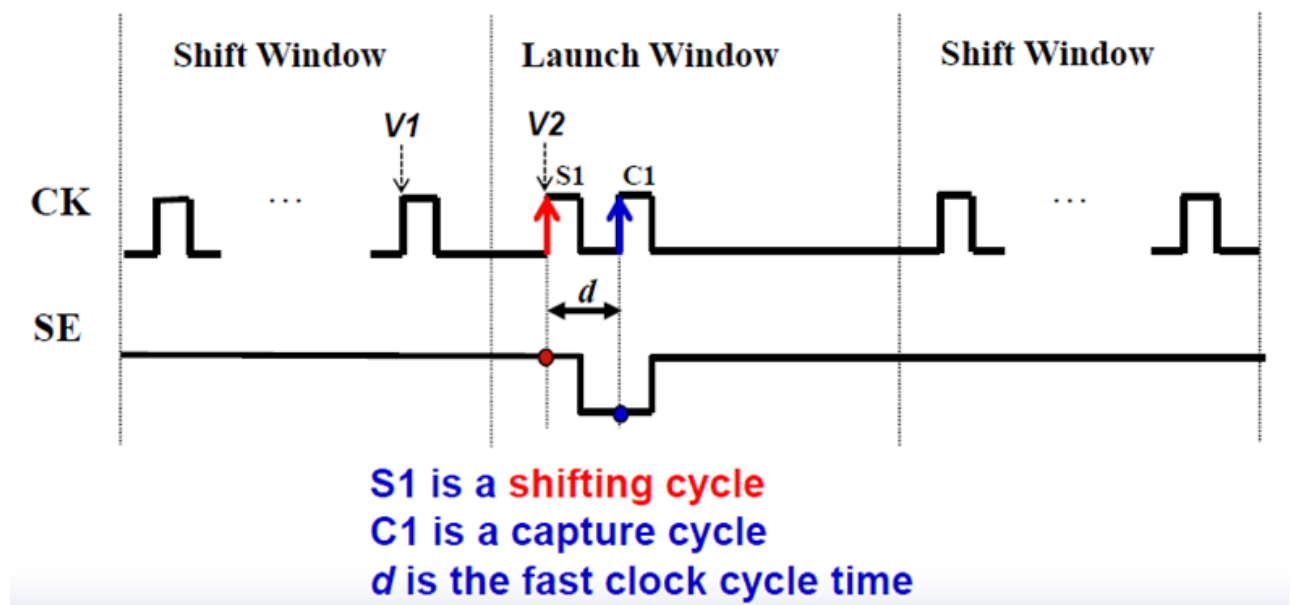 Shift Window Launch Window Shift Window
V1 V2
S1 C1
CK ... ...
d
SE
S1 is a shifting cycle
C1 is a capture cycle
d is the fast clock cycle time